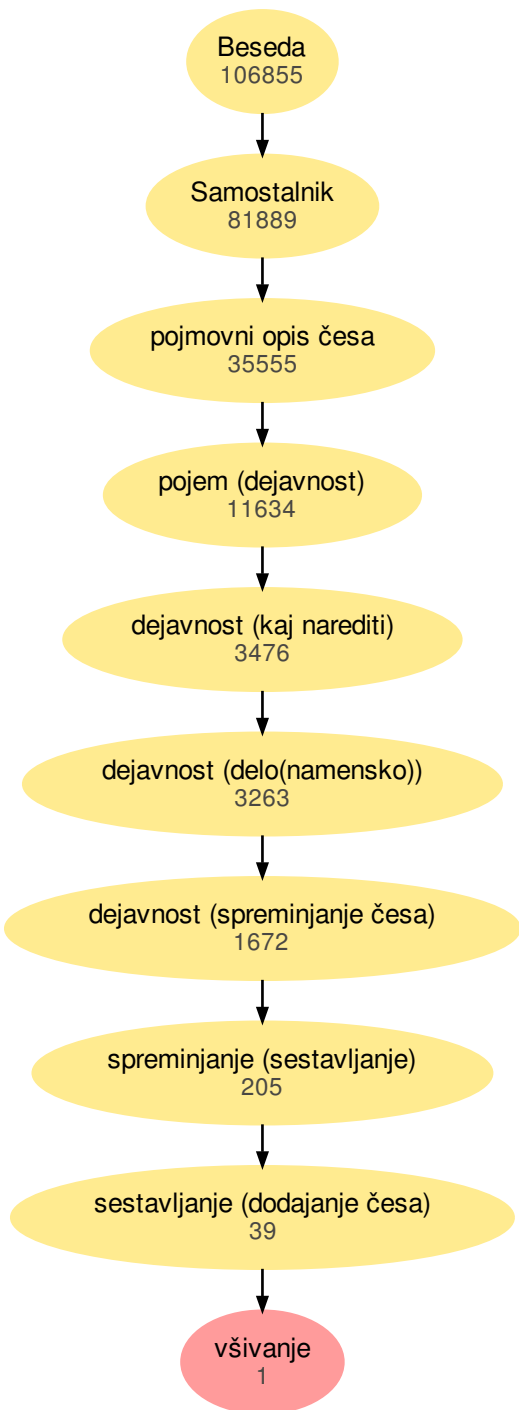 Beseda
106855
Samostalnik
81889
pojmovni opis česa
35555
pojem (dejavnost)
11634
dejavnost (kaj narediti)
3476
dejavnost (delo(namensko))
3263
dejavnost (spreminjanje česa)
1672
spreminjanje (sestavljanje)
205
sestavljanje (dodajanje česa)
39
všivanje
1